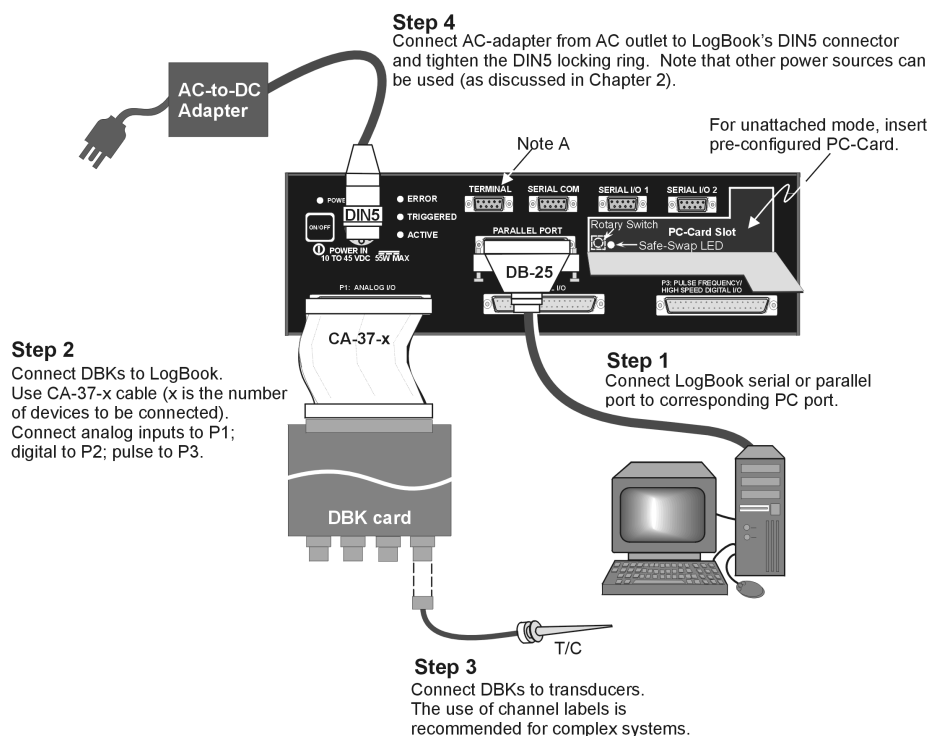 Step 4
Connect AC-adapter from AC outlet to LogBook's DIN5 connector
and tighten the DIN5 locking ring. Note that other power sources can
be used (as discussed in Chapter 2).
AC-to-DC
Adapter
For unattached mode, insert
pre-configured PC-Card.
Note A
TERMINAL
SERIAL COM
SERIAL I/O 1
SERIAL I/O 2
POWE
ERROR
DIN5
TRIGGERED
ON/OFF
ACTIVE
POWER IN
10 TO 45 VDC 55W MAX
PARALLEL PORT
Rotary Switch
PC-Card Slot
Safe-Swap LED
DB-25
P1: ANALOG I/O
I/O
P3: PULSE FREQUENCY/
HIGH SPEED DIGITAL I/O
CA-37-x
Step 2
Connect DBKs to LogBook.
Use CA-37-x cable (x is the number
of devices to be connected).
Connect analog inputs to P1;
digital to P2; pulse to P3.
Step 1
Connect LogBook serial or parallel
port to corresponding PC port.
DBK card
T/C
Step 3
Connect DBKs to transducers.
The use of channel labels is
recommended for complex systems.